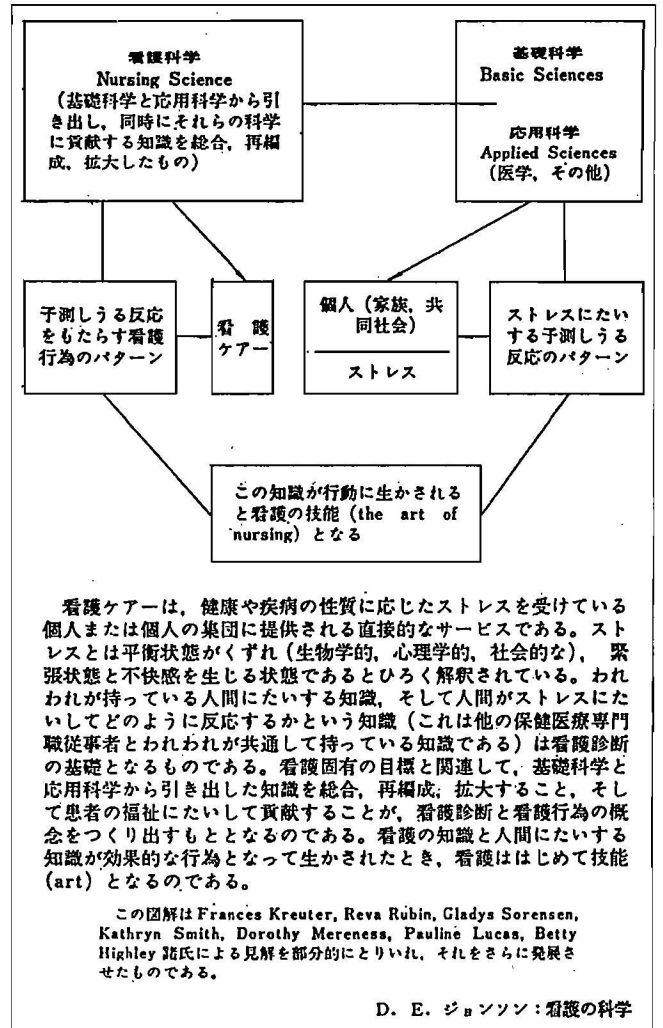 看護科学
Nursing Science
(基礎科学と応用科学から引
き出し，同時にそれらの科学
に貢献する知識を総合，再編
成，拡大したもの)
基礎科学
Basic Sciences
応用科学
Applied Sciences
(医学，その他)
予測しうる反応
をもたらす看護
行為のパターン
看護
ケアー
個人（家族，共
同社会）
ストレス
ストレスにたい
する予測しうる
反応のパターン
この知識が行動に生かされる
と看護の技能 (the art of
nursing) となる
看護ケアーは，健康や疾病の性質に応じたストレスを受けている
個人または個人の集団に提供される直接的なサービスである。スト
レスとは平衡状態がくずれ（生物学的，心理学的，社会的な），緊
張状態と不快感を生じる状態であるとひろく解釈されている。われ
われが持っている人間にたいする知識，そして人間がストレスにた
いしてどのように反応するかという知識（これは他の保健医療専門
職従事者とわれわれが共通して持っている知識である）は看護診断
の基礎となるものである。看護固有の目標と関連して，基礎科学と
応用科学から引き出した知識を総合，再編成，拡大すること，そし
て患者の福祉にたいして貢献することが，看護診断と看護行為の概
念をつくり出すもととなるのである。看護の知識と人間にたいする
知識が効果的な行為となって生かされたとき，看護ははじめて技能
(art) となるのである。
この図解は Frances Kreuter, Reva Rubin, Gladys Sorensen,
Kathryn Smith, Dorothy Mereness, Pauline Lucas, Betty
Highley 諸氏による見解を部分的にとりいれ，それをさらに発展さ
せたものである。
D. E. ジョンソン：看護の科学